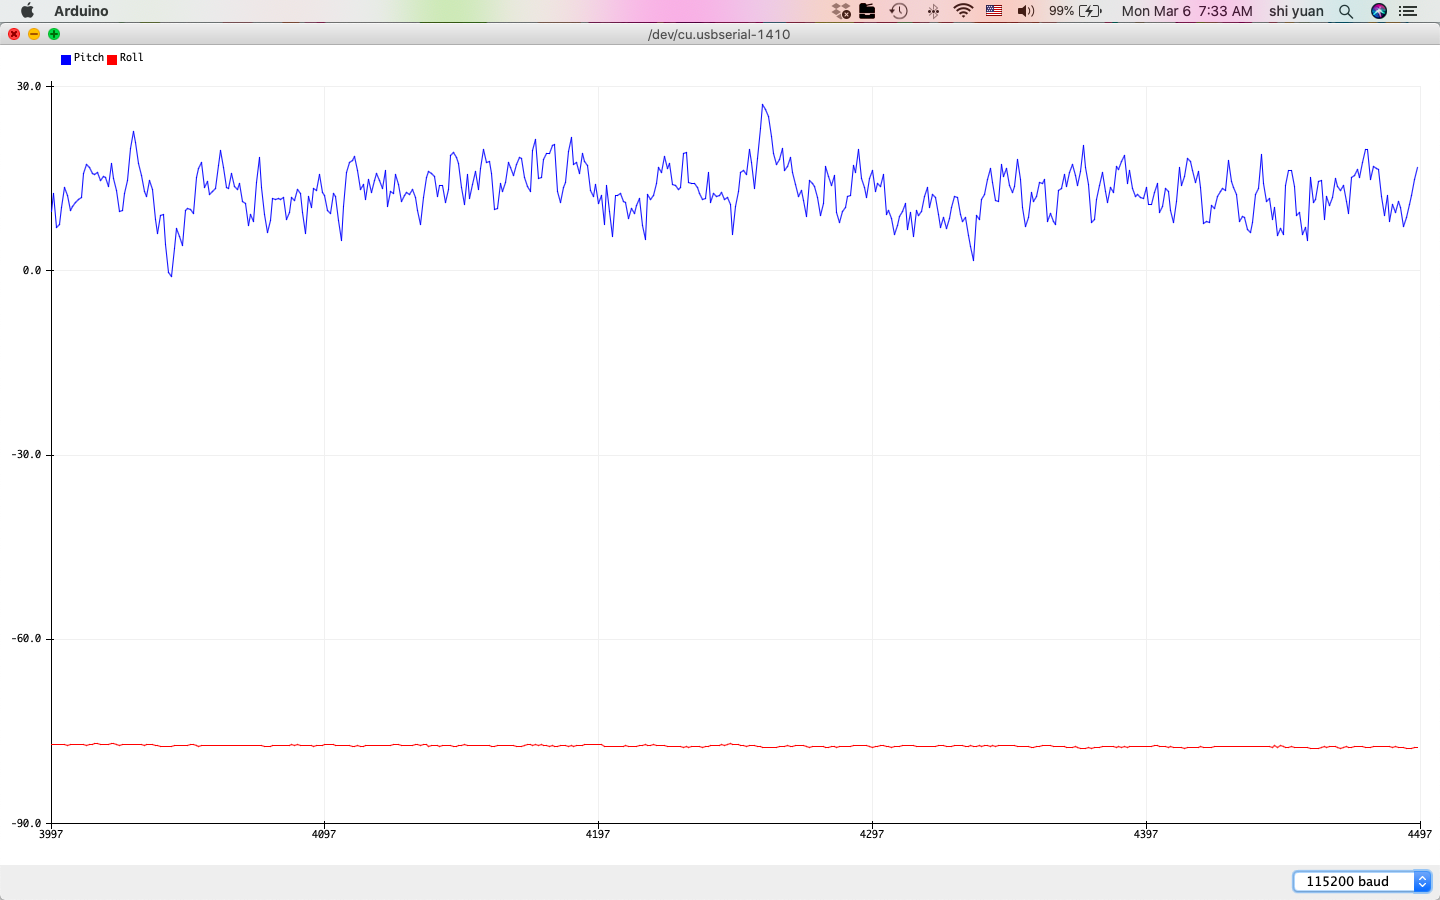 Arduino 99% Mon Mar 6 7:33 AM shi yuan
/dev/cu.usbserial-1410
Pitch Roll
30.0
0.0
-30.0
-60.0
-90.0
3997 4097 4197 4297 4397 4497
115200 baud